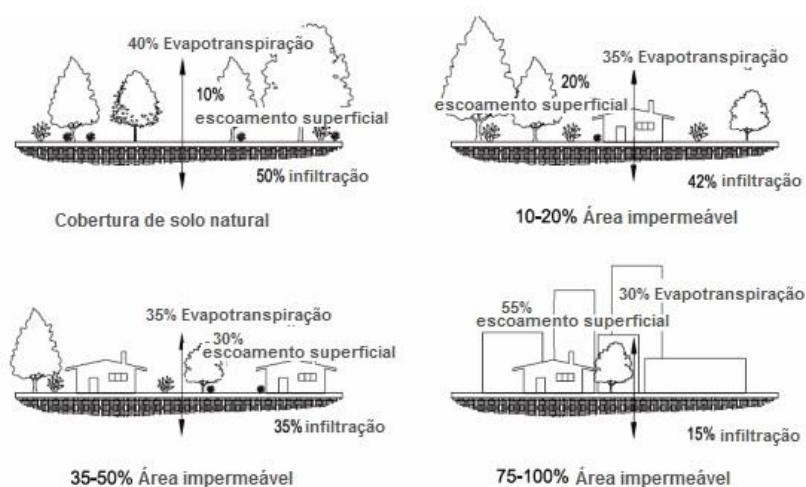 40% Evapotranspiração
10%
escoamento superficial
50% infiltração
Cobertura de solo natural
35% Evapotranspiração
20%
escoamento superficial
42% infiltração
10-20% Área impermeável
35% Evapotranspiração
30%
escoamento superficial
35% infiltração
35-50% Área impermeável
30% Evapotranspiração
55%
escoamento superficial
15% infiltração
75-100% Área impermeável